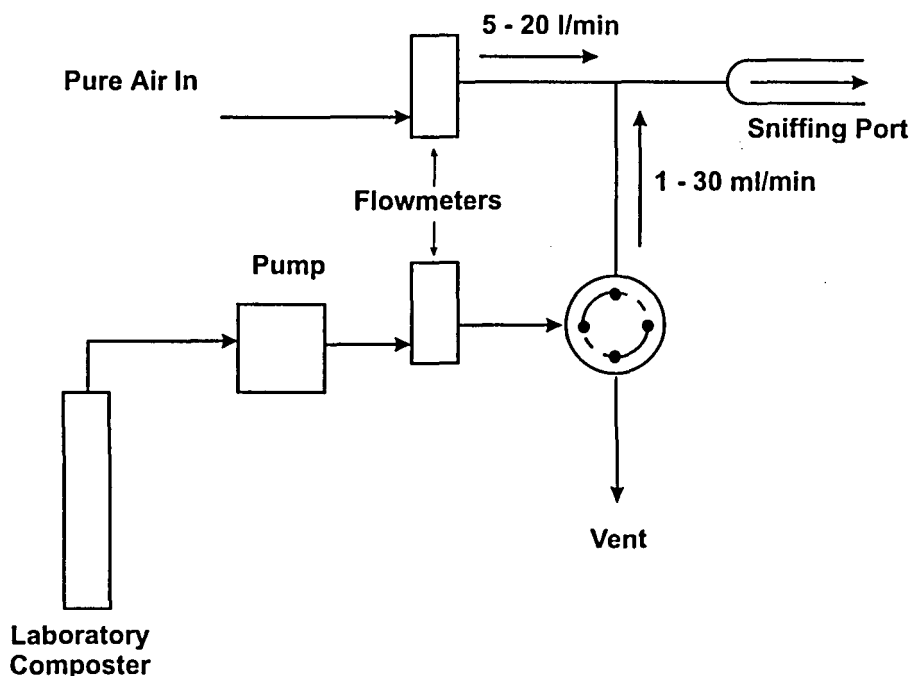 5 - 20 l/min
Pure Air In
Sniffing Port
1 - 30 ml/min
Flowmeters
Pump
Vent
Laboratory
Composter